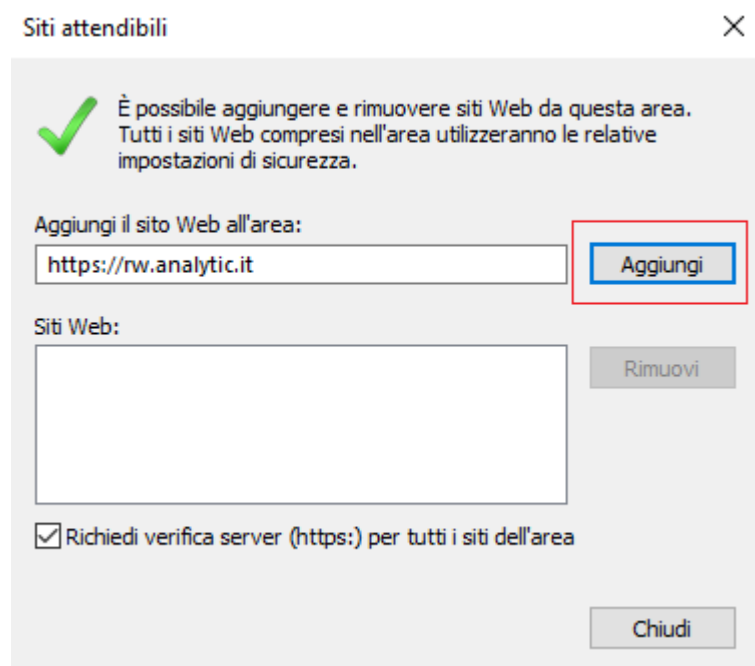 Siti attendibili
È possibile aggiungere e rimuovere siti Web da questa area.
Tutti i siti Web compresi nell'area utilizzeranno le relative
impostazioni di sicurezza.
Aggiungi il sito Web all'area:
https://rw.analytic.it
Aggiungi
Siti Web:
Rimuovi
Richiedi verifica server (https:) per tutti i siti dell'area
Chiudi